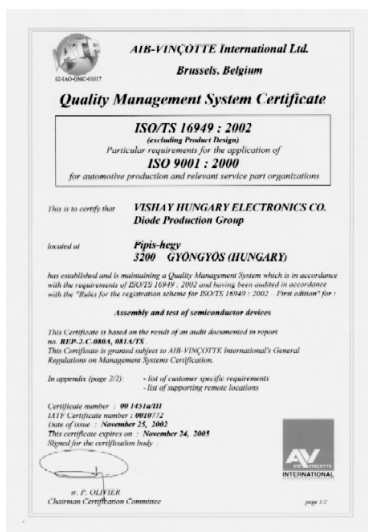 IATF
02-IAO-QMC-01017
AIB-VINÇOTTE International Ltd.
Brussels, Belgium
Quality Management System Certificate
ISO/TS 16949 : 2002
(excluding Product Design)
Particular requirements for the application of
ISO 9001 : 2000
for automotive production and relevant service part organizations
This is to certify that VISHAY HUNGARY ELECTRONICS CO.
Diode Production Group
located at Pipis-hegy
3200 GYÖNGYÖS (HUNGARY)
has established and is maintaining a Quality Management System which is in accordance
with the requirements of ISO/TS 16949 : 2002 and having been audited in accordance
with the "Rules for the registration scheme for ISO/TS 16949 : 2002 – First edition" for :
Assembly and test of semiconductor devices
This Certificate is based on the result of an audit documented in report
no. REP-2-C-080A, 081A/TS.
This Certificate is granted subject to AIB-VINÇOTTE International's General
Regulations on Management Systems Certification.
In appendix (page 2/2): - list of customer specific requirements
- list of supporting remote locations
Certificate number : 00 1451a/III
IATF Certificate number : 0010772
Date of issue : November 25, 2002
This certificate expires on : November 24, 2005
Signed for the certification body :
ir. P. OLIVIER
Chairman Certification Committee
AV
AIB-VINÇOTTE
INTERNATIONAL
page 1/2